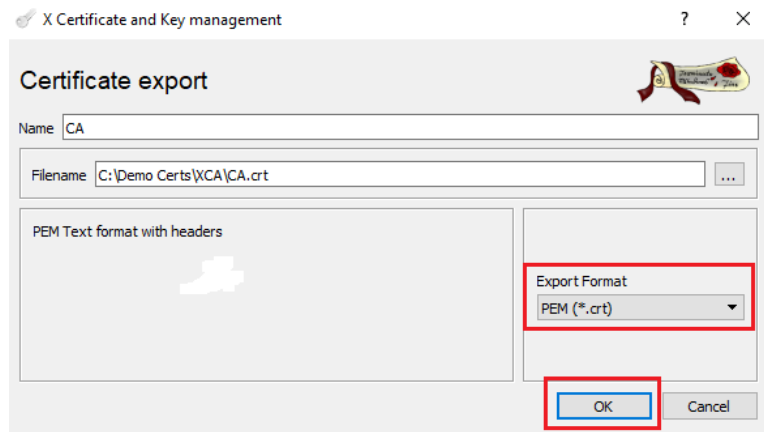 X Certificate and Key management
Certificate export
Name CA
Filename C:\Demo Certs\XCA\CA.crt ...
PEM Text format with headers
Export Format
PEM (*.crt)
OK Cancel